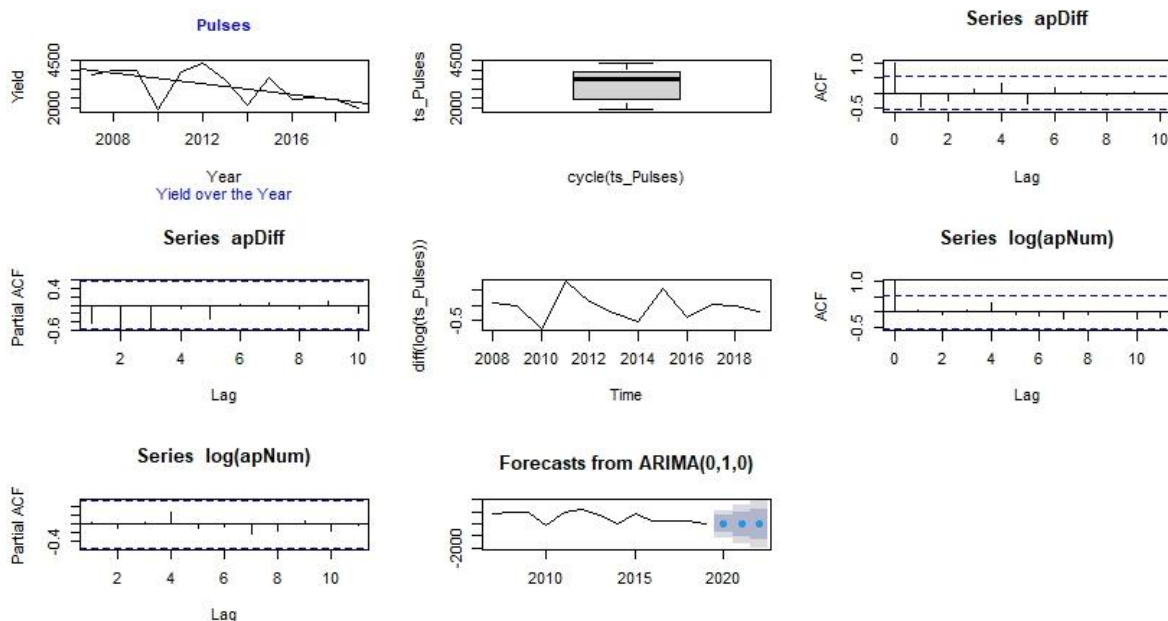 Pulses
Yield
4500
2000
2008
2012
2016
Year
Yield over the Year
ts_Pulses
4500
2000
cycle(ts_Pulses)
Series apDiff
ACF
1.0
-0.5
0 2 4 6 8 10
Lag
Series apDiff
Partial ACF
0.4
-0.6
2 4 6 8 10
Lag
diff(log(ts_Pulses))
-0.5
2008 2010 2012 2014 2016 2018
Time
Series log(apNum)
ACF
1.0
-0.5
0 2 4 6 8 10
Lag
Series log(apNum)
Partial ACF
-0.4
2 4 6 8 10
Lag
Forecasts from ARIMA(0,1,0)
-2000
2010 2015 2020